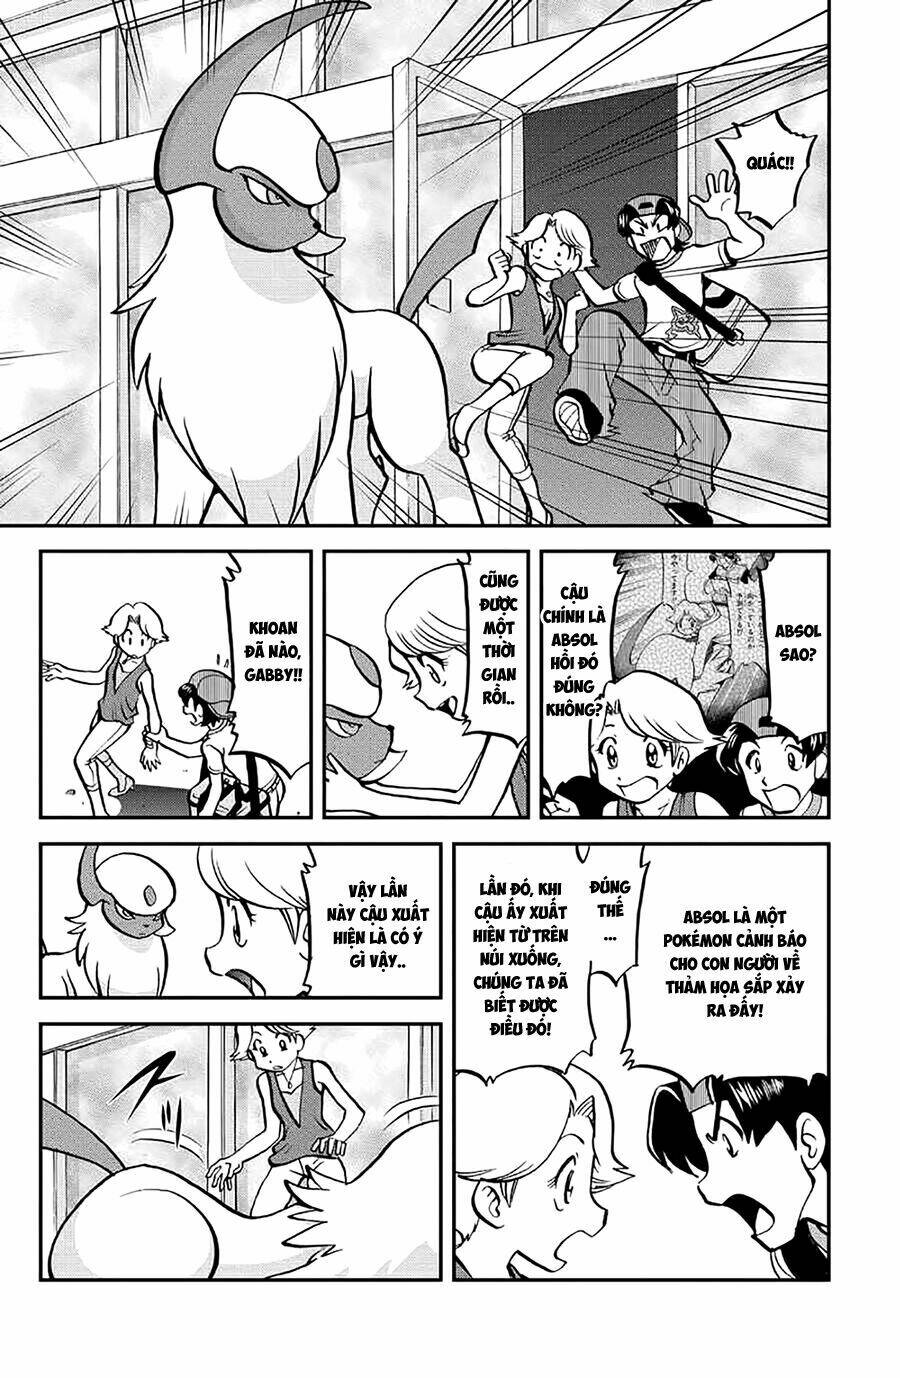 QUÁC!!
ABSOL
SAO?
CẬU
CHÍNH LÀ
ABSOL
HỒI ĐÓ
ĐÚNG
KHÔNG?
CŨNG
ĐƯỢC
MỘT
THỜI
GIAN
RỒI..
KHOAN
ĐÃ NÀO,
GABBY!!
ABSOL LÀ MỘT
POKÉMON CẢNH BÁO
CHO CON NGƯỜI VỀ
THẢM HỌA SẮP XẢY
RA ĐẤY!
ĐÚNG
THẾ
...
LẦN ĐÓ, KHI
CẬU ẤY XUẤT
HIỆN TỪ TRÊN
NÚI XUỐNG,
CHÚNG TA ĐÃ
BIẾT ĐƯỢC
ĐIỀU ĐÓ!
VẬY LẦN
NÀY CẬU XUẤT
HIỆN LÀ CÓ Ý
GÌ VẬY..